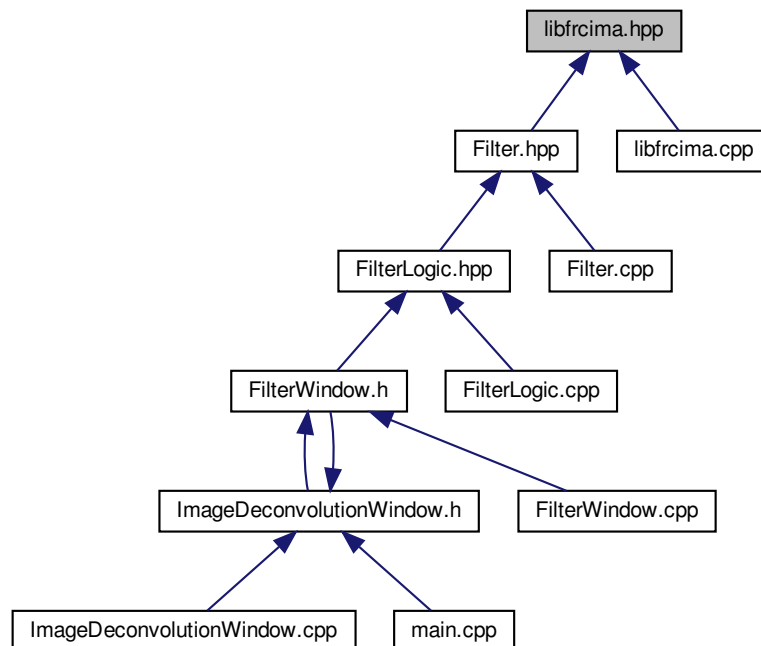 libfrcima.hpp
Filter.hpp
libfrcima.cpp
FilterLogic.hpp
Filter.cpp
FilterWindow.h
FilterLogic.cpp
ImageDeconvolutionWindow.h
FilterWindow.cpp
ImageDeconvolutionWindow.cpp
main.cpp